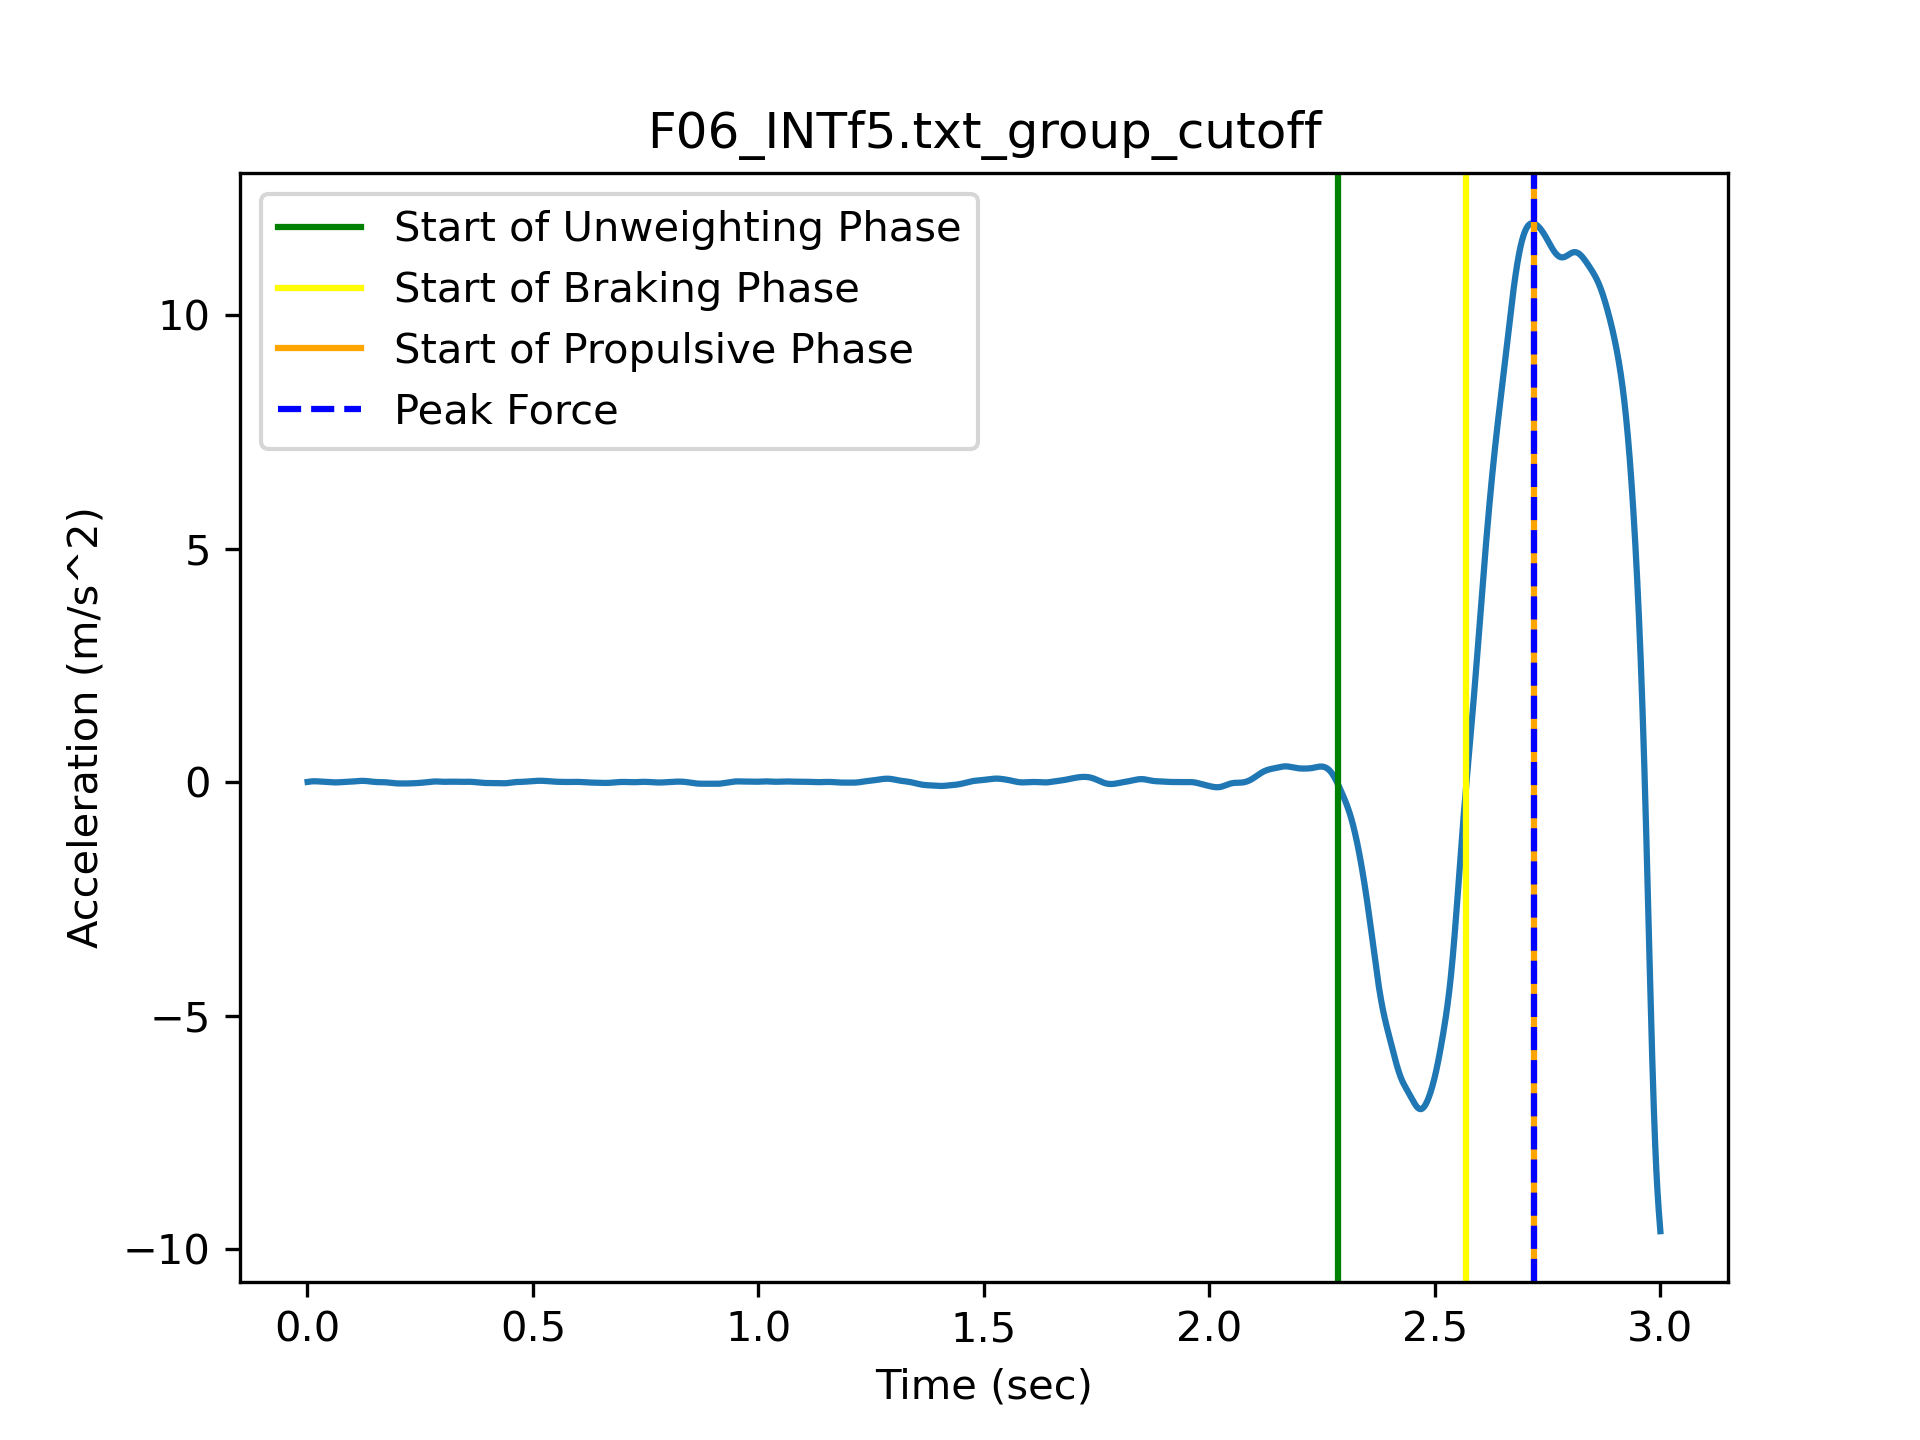 F06_INTf5.txt_group_cutoff
Start of Unweighting Phase
Start of Braking Phase
Start of Propulsive Phase
Peak Force
Acceleration (m/s^2)
10
5
0
−5
−10
0.0 0.5 1.0 1.5 2.0 2.5 3.0
Time (sec)